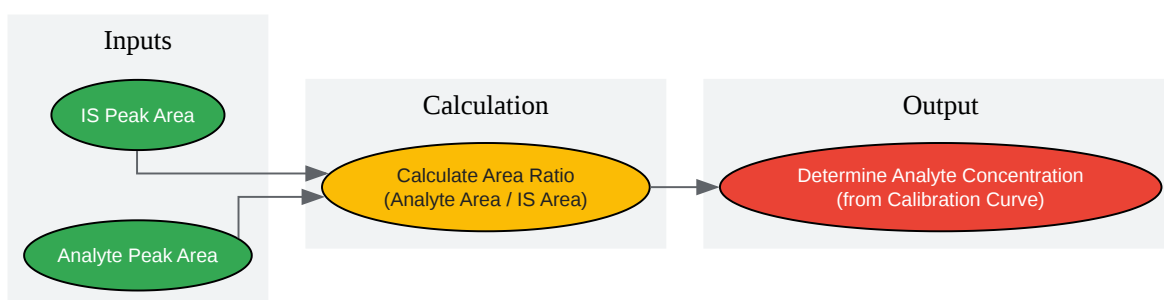 Inputs
IS Peak Area
Analyte Peak Area
Calculation
Calculate Area Ratio
(Analyte Area / IS Area)
Output
Determine Analyte Concentration
(from Calibration Curve)